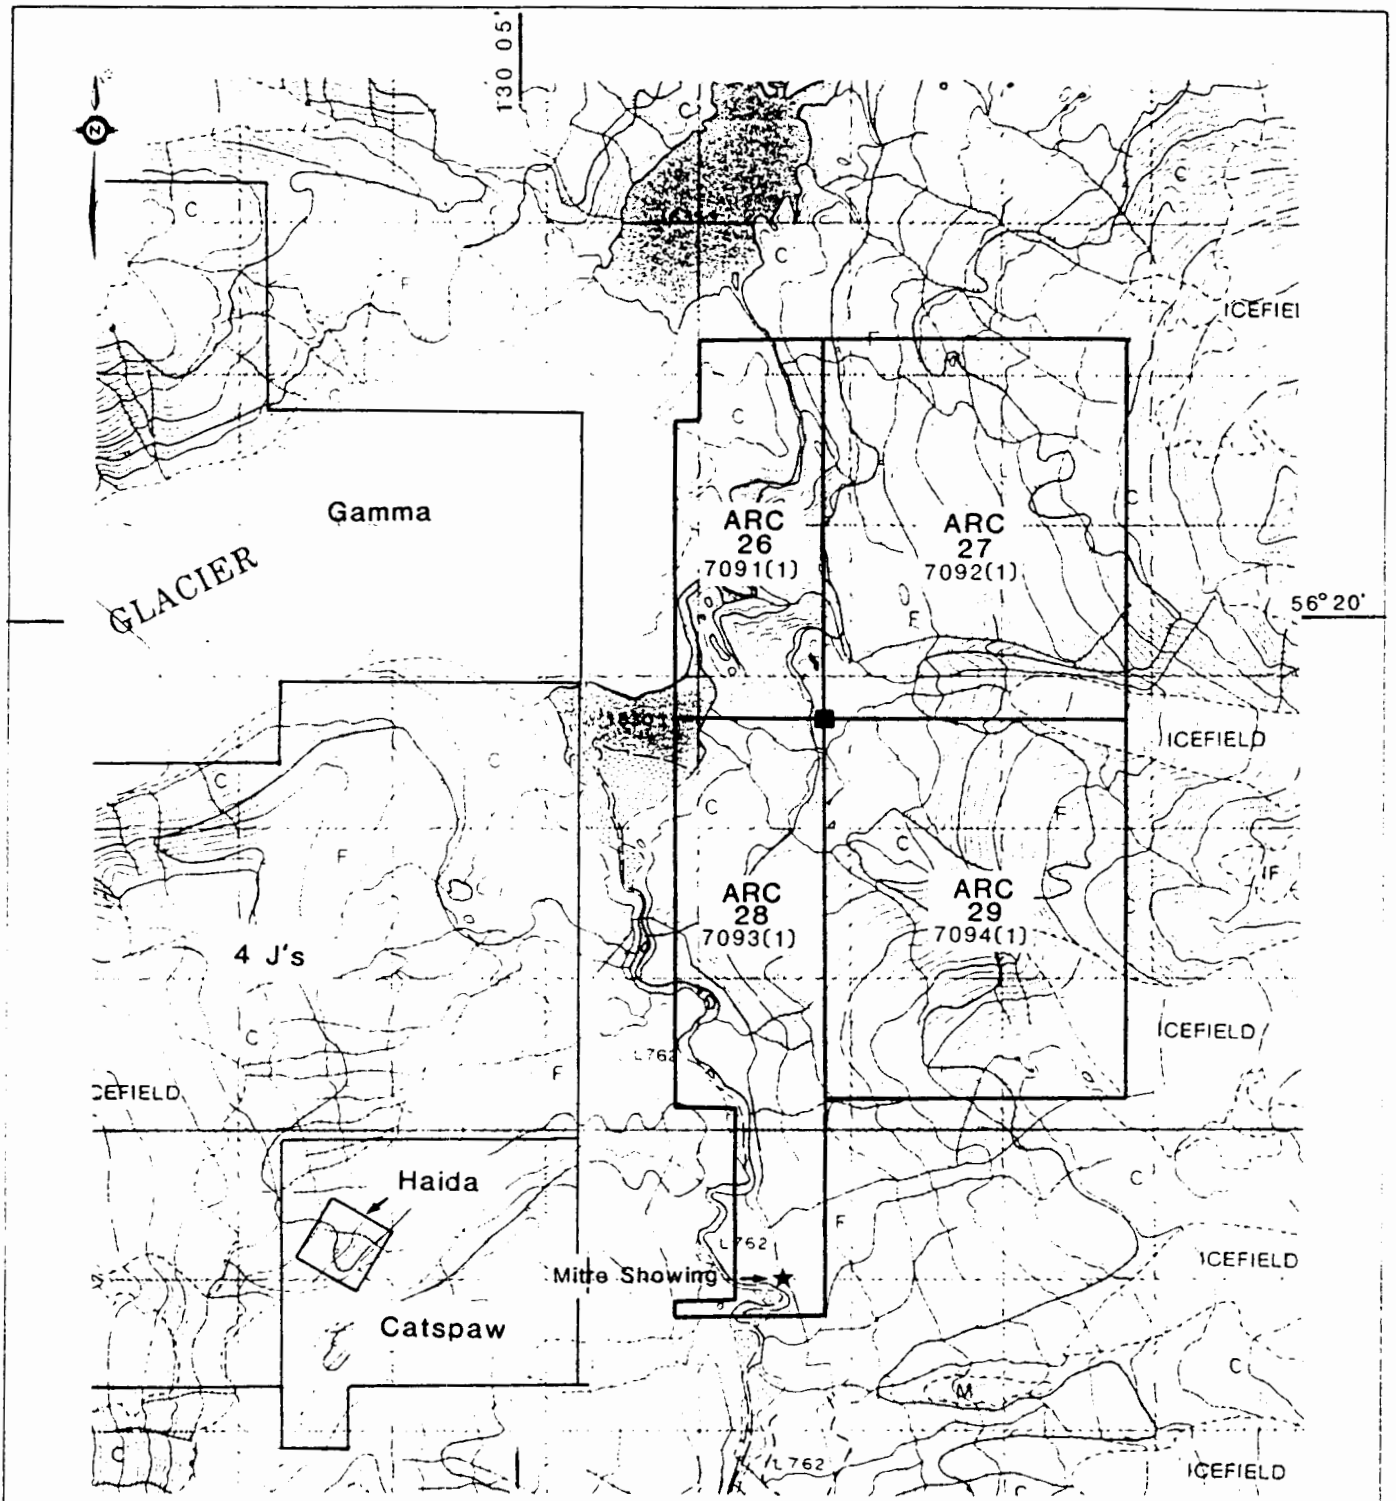 130 05'
N
C
C
C
C
F
ICEFIEL
F
C
C
C
Gamma
ARC
26
7091(1)
ARC
27
7092(1)
GLACIER
F
56° 20'
ICEFIELD
C
C
C
F
C
F
IF
ARC
28
7093(1)
ARC
29
7094(1)
4 J's
C
ICEFIELD
L762
F
CEFIELD
Haida
C
F
L762
ICEFIELD
Mitre Showing
Catspaw
C
M
C
L762
ICEFIELD